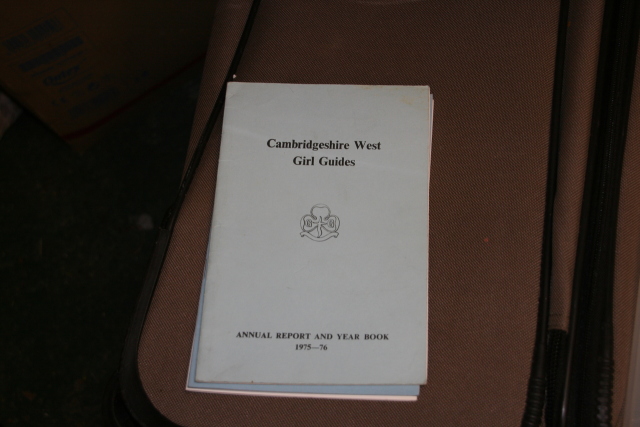 Cambridgeshire West
Girl Guides
ANNUAL REPORT AND YEAR BOOK
1975—76